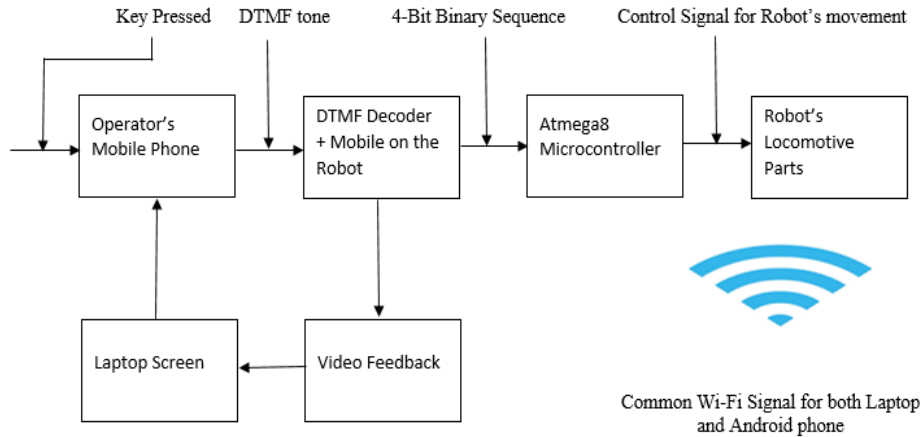 Key Pressed
DTMF tone
4-Bit Binary Sequence
Control Signal for Robot's movement
Operator's
Mobile Phone
DTMF Decoder
+ Mobile on the
Robot
Atmega8
Microcontroller
Robot's
Locomotive
Parts
Laptop Screen
Video Feedback
Common Wi-Fi Signal for both Laptop
and Android phone